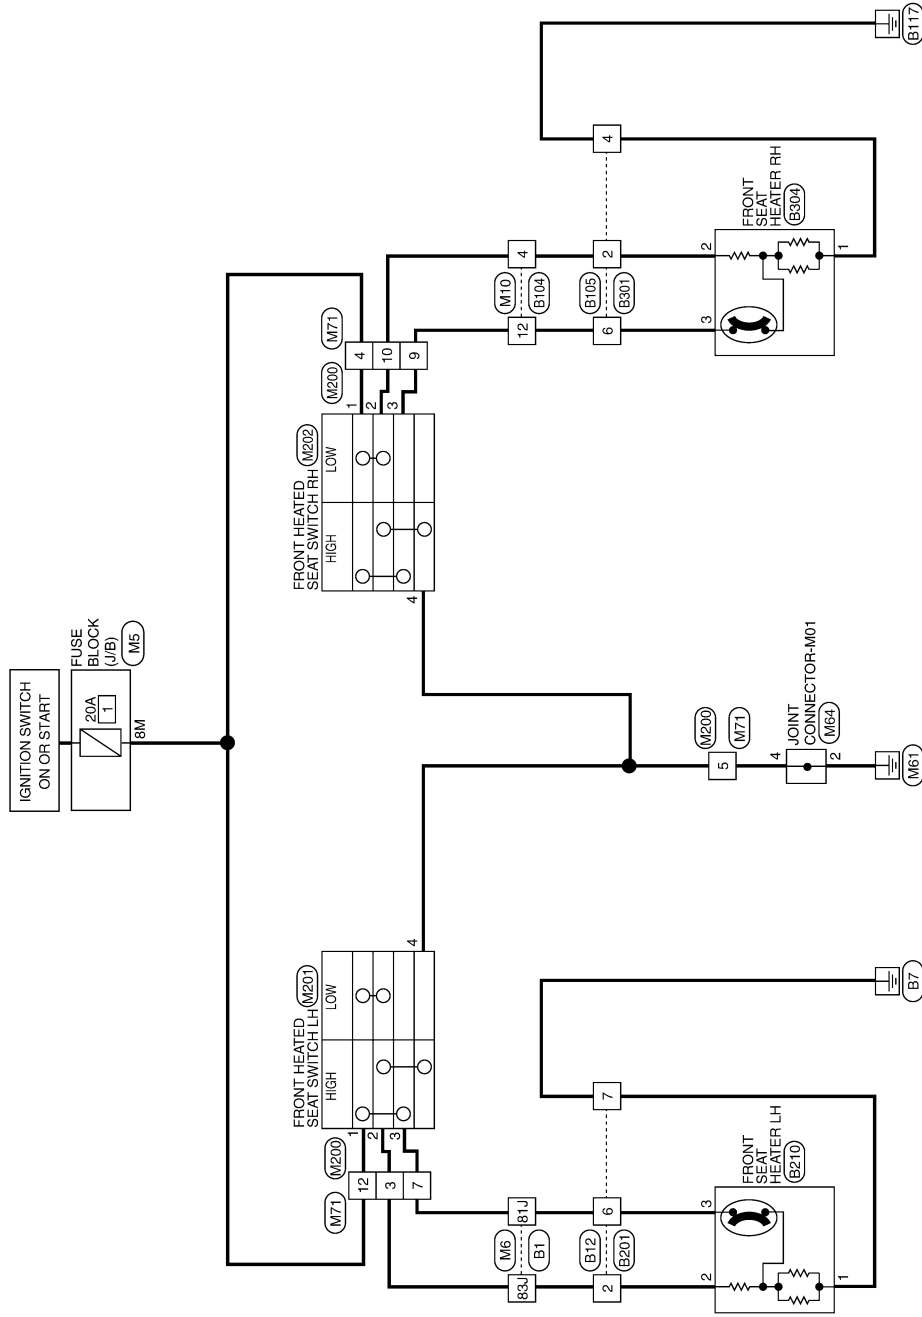 IGNITION SWITCH
ON OR START
FUSE
BLOCK
(J/B)
M5
20A
1
8M
FRONT HEATED
SEAT SWITCH LH
M201
HIGH
LOW
1
2
3
4
M200
M71
12
3
7
FRONT HEATED
SEAT SWITCH RH
M202
HIGH
LOW
1
2
3
4
M200
M71
4
10
9
83J
81J
M6
B1
2
6
7
B12
B201
FRONT
SEAT
HEATER LH
B210
2
3
1
B7
M200
M71
5
JOINT
CONNECTOR-M01
M64
4
2
M61
12
4
M10
B104
6
2
4
B105
B301
FRONT
SEAT
HEATER RH
B304
3
2
1
B117